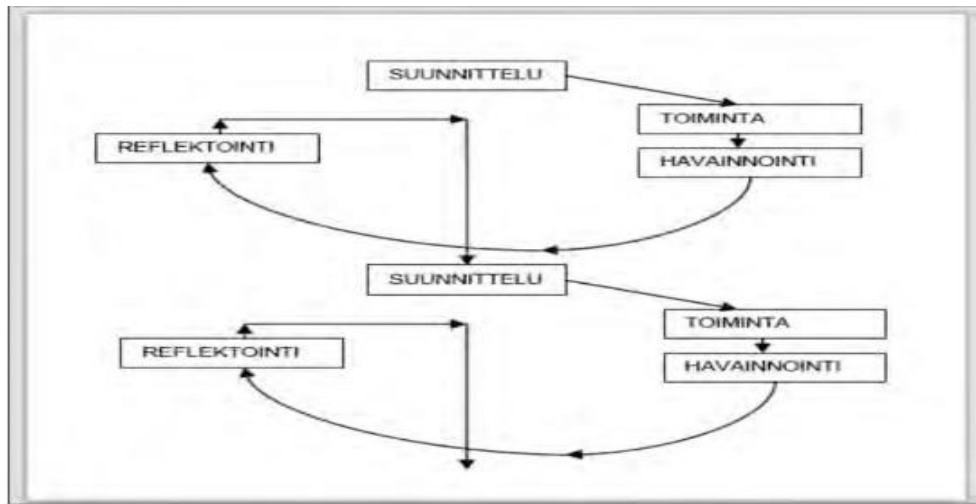 SUUNNITTELU
TOIMINTA
REFLEKTOINTI
HAVAINNOINTI
SUUNNITTELU
TOIMINTA
REFLEKTOINTI
HAVAINNOINTI